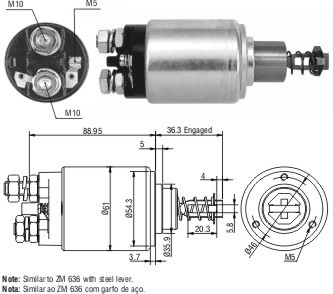 M10
M5
M10
88.95
36.3 Engaged
5
4
Ø61
Ø54.3
Ø35.9
20.3
5.8
3.7
Ø46
M5
Note: Similar to ZM 636 with steel lever.
Nota: Similar ao ZM 636 com garfo de aço.